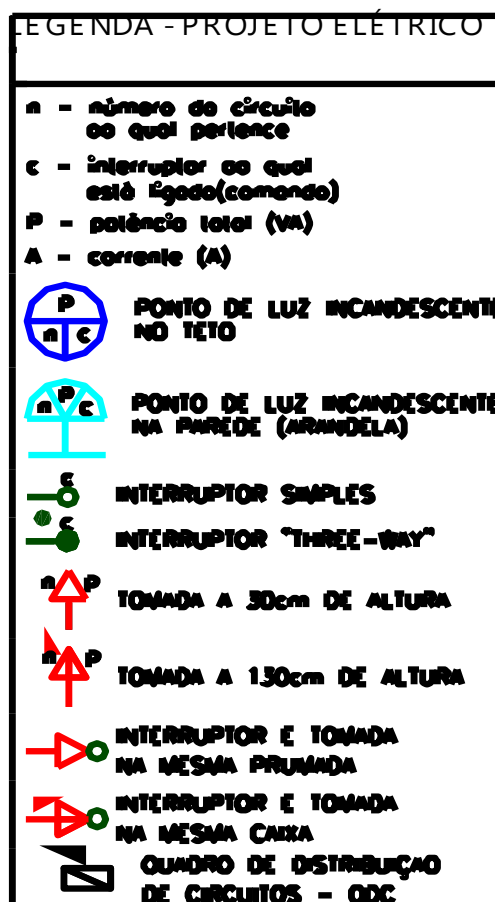 LEGENDA - PROJETO ELÉTRICO
n - número do circuito
ao qual pertence
c - interruptor ao qual
está ligado(comando)
P - potência total (VA)
A - corrente (A)
P
n c
PONTO DE LUZ INCANDESCENTE
NO TETO
n P c
PONTO DE LUZ INCANDESCENTE
NA PAREDE (ARANDELA)
c
INTERRUPTOR SIMPLES
c
INTERRUPTOR "THREE-WAY"
n P
TOMADA A 30cm DE ALTURA
n P
TOMADA A 130cm DE ALTURA
INTERRUPTOR E TOMADA
NA MESMA PRUMADA
INTERRUPTOR E TOMADA
NA MESMA CAIXA
QUADRO DE DISTRIBUIÇAO
DE CIRCUITOS - QDC